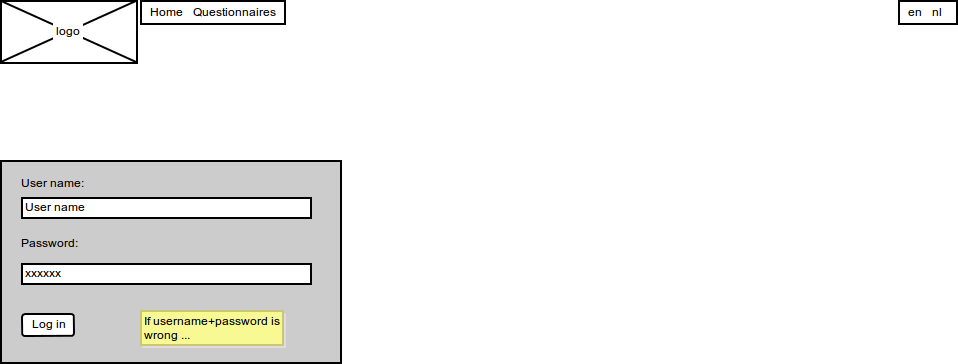 logo
Home Questionnaires
en nl
User name:
User name
Password:
xxxxxx
Log in
If username+password is
wrong ...